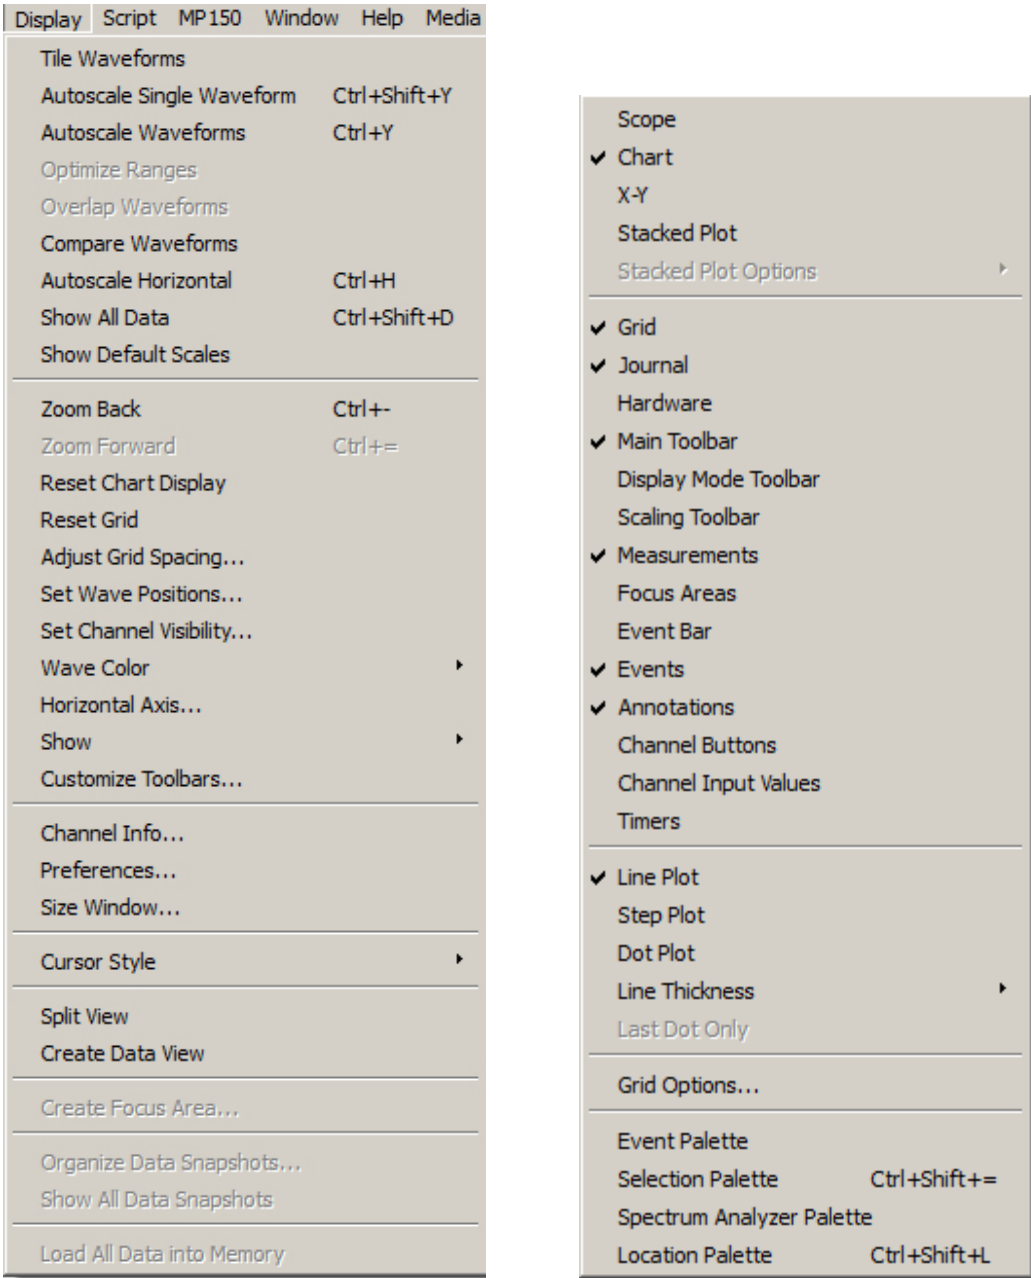 Display Script MP150 Window Help Media
Tile Waveforms
Autoscale Single Waveform Ctrl+Shift+Y
Autoscale Waveforms Ctrl+Y
Optimize Ranges
Overlap Waveforms
Compare Waveforms
Autoscale Horizontal Ctrl+H
Show All Data Ctrl+Shift+D
Show Default Scales
Zoom Back Ctrl+-
Zoom Forward Ctrl+=
Reset Chart Display
Reset Grid
Adjust Grid Spacing...
Set Wave Positions...
Set Channel Visibility...
Wave Color
Horizontal Axis...
Show
Customize Toolbars...
Channel Info...
Preferences...
Size Window...
Cursor Style
Split View
Create Data View
Create Focus Area...
Organize Data Snapshots...
Show All Data Snapshots
Load All Data into Memory
Scope
Chart
X-Y
Stacked Plot
Stacked Plot Options
Grid
Journal
Hardware
Main Toolbar
Display Mode Toolbar
Scaling Toolbar
Measurements
Focus Areas
Event Bar
Events
Annotations
Channel Buttons
Channel Input Values
Timers
Line Plot
Step Plot
Dot Plot
Line Thickness
Last Dot Only
Grid Options...
Event Palette
Selection Palette Ctrl+Shift+=
Spectrum Analyzer Palette
Location Palette Ctrl+Shift+L